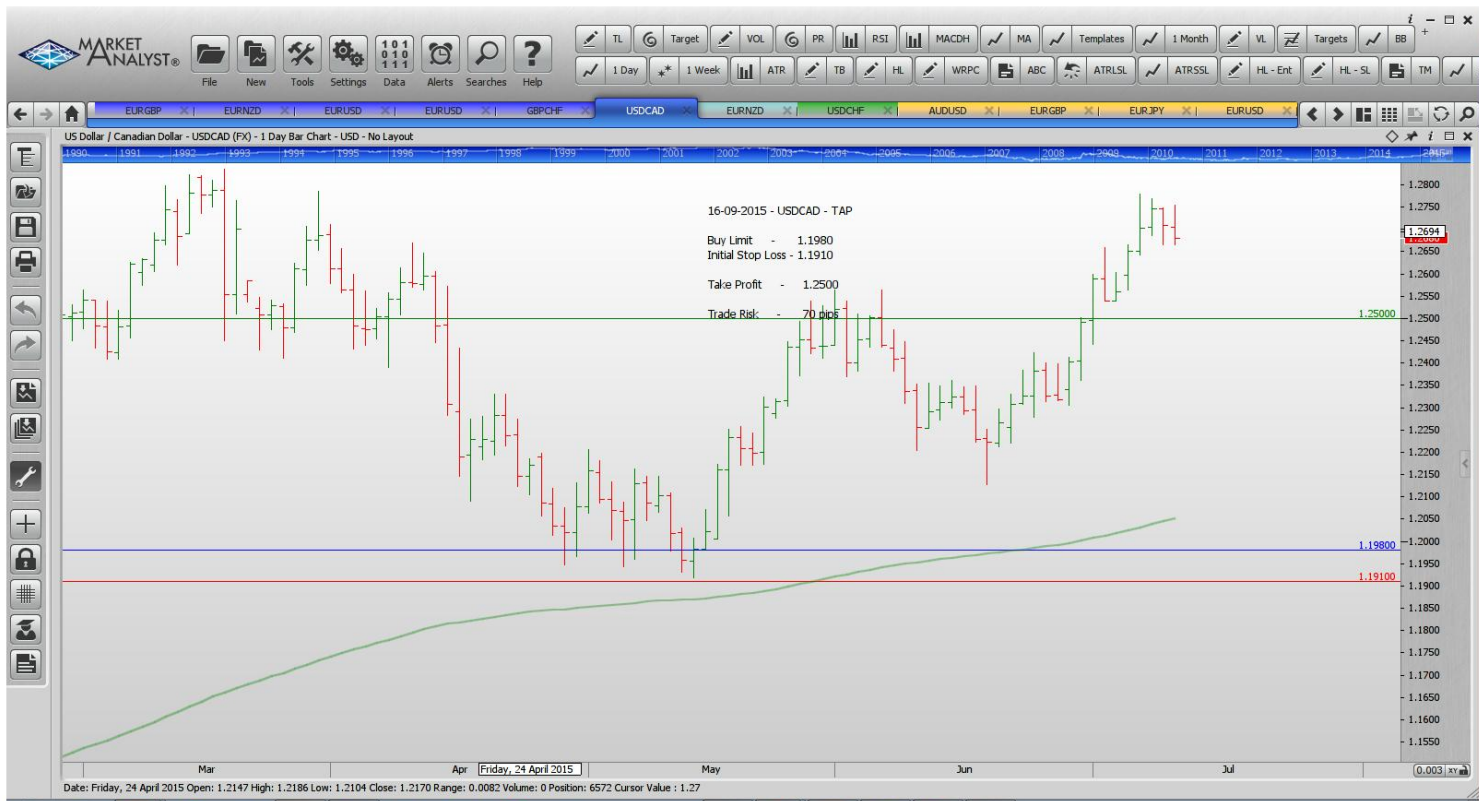 MARKET
ANALYST®
File New Tools Settings Data Alerts Searches Help
101
010
111
TL Target VOL PR RSI MACDH MA Templates 1 Month VL Targets BB
1 Day 1 Week ATR TB HL WRPC ABC ATRLSL ATRSSL HL - Ent HL - SL TM
EURGBP EURNZD EURUSD EURUSD GBPCHF USDCAD EURNZD USDCHF AUDUSD EURGBP EURJPY EURUSD
US Dollar / Canadian Dollar - USDCAD (FX) - 1 Day Bar Chart - USD - No Layout
1990 1991 1992 1993 1994 1995 1996 1997 1998 1999 2000 2001 2002 2003 2004 2005 2006 2007 2008 2009 2010 2011 2012 2013 2014
16-09-2015 - USDCAD - TAP
Buy Limit - 1.1980
Initial Stop Loss - 1.1910
Take Profit - 1.2500
Trade Risk - 70 pips
1.2800
1.2750
1.2694
1.2650
1.2600
1.2550
1.25000
1.2500
1.2450
1.2400
1.2350
1.2300
1.2250
1.2200
1.2150
1.2100
1.2050
1.2000
1.19800
1.1950
1.1900
1.19100
1.1850
1.1800
1.1750
1.1700
1.1650
1.1600
1.1550
Mar Apr Friday, 24 April 2015 May Jun Jul
0.003 XY
Date: Friday, 24 April 2015 Open: 1.2147 High: 1.2186 Low: 1.2104 Close: 1.2170 Range: 0.0082 Volume: 0 Position: 6572 Cursor Value : 1.27